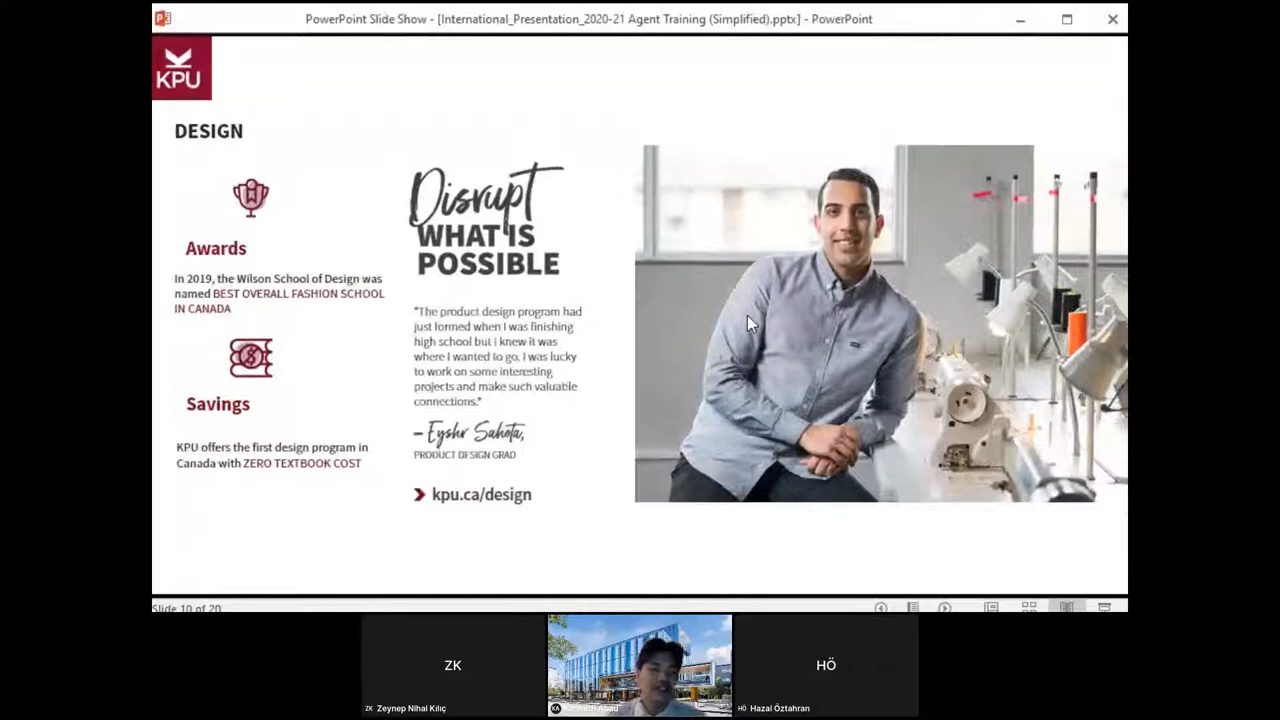 PowerPoint Slide Show - [International_Presentation_2020-21 Agent Training (Simplified).pptx] - PowerPoint
KPU
DESIGN
Awards
In 2019, the Wilson School of Design was
named BEST OVERALL FASHION SCHOOL
IN CANADA
Savings
KPU offers the first design program in
Canada with ZERO TEXTBOOK COST
Disrupt
WHAT IS
POSSIBLE
"The product design program had
just formed when I was finishing
high school but I knew it was
where I wanted to go. I was lucky
to work on some interesting
projects and make such valuable
connections."
– Eyshr Sahota,
PRODUCT DESIGN GRAD
kpu.ca/design
Slide 10 of 20
ZK
HÖ
ZK Zeynep Nihal Kılıç
KA Kenneth Abad
HÖ Hazal Öztahran